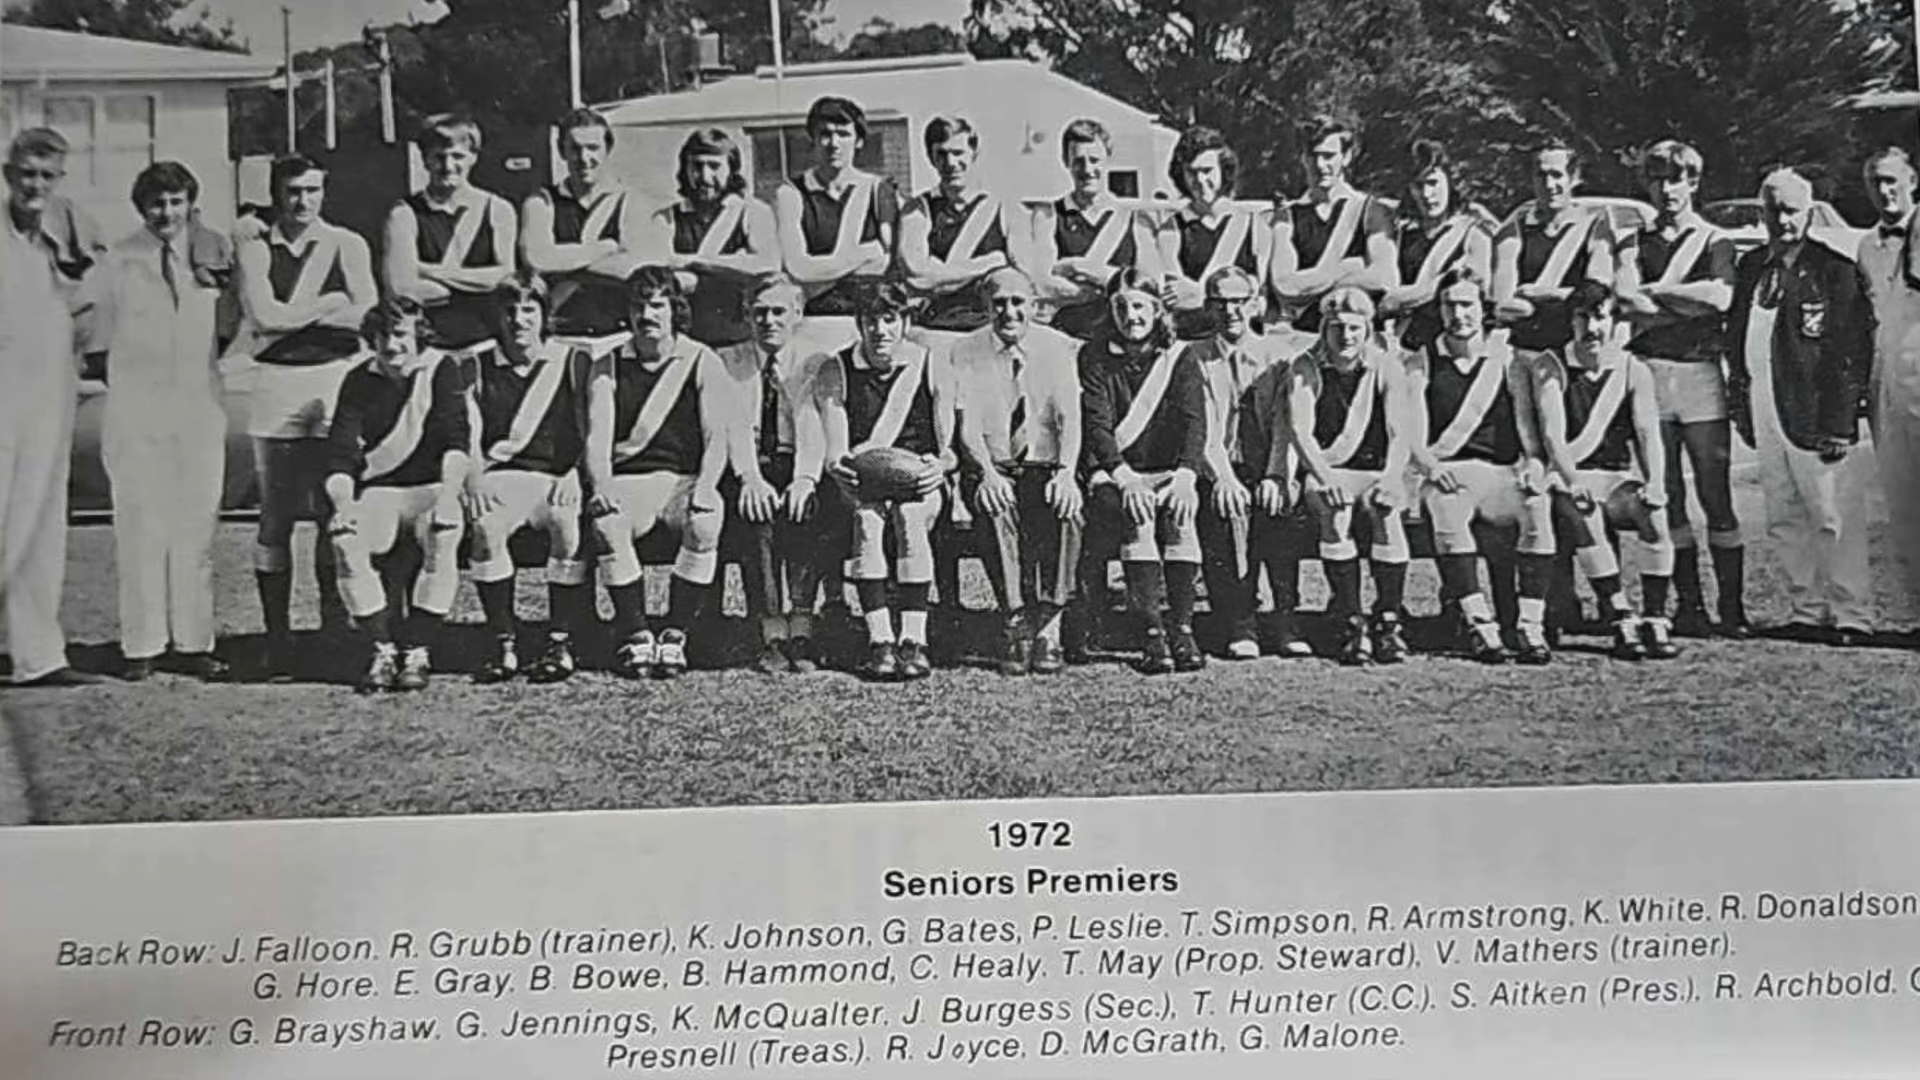 1972
Seniors Premiers
Back Row: J. Falloon. R. Grubb (trainer), K. Johnson, G. Bates, P. Leslie. T. Simpson, R. Armstrong, K. White. R. Donaldson
G. Hore. E. Gray. B. Bowe, B. Hammond, C. Healy. T. May (Prop. Steward), V. Mathers (trainer).
Front Row: G. Brayshaw. G. Jennings, K. McQualter. J. Burgess (Sec.), T. Hunter (C.C.). S. Aitken (Pres.), R. Archbold.
Presnell (Treas.). R. Joyce, D. McGrath, G. Malone.